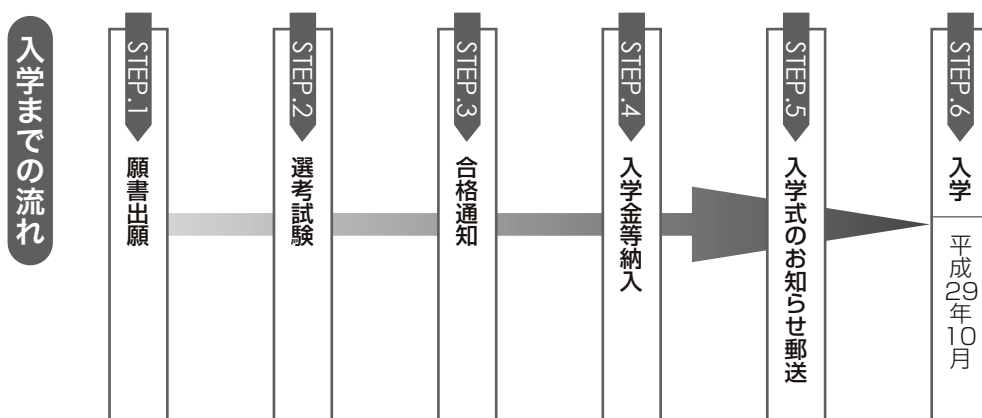 入学までの流れ
STEP.1
願書出願
STEP.2
選考試験
STEP.3
合格通知
STEP.4
入学金等納入
STEP.5
入学式のお知らせ郵送
STEP.6
入学
平成29年10月